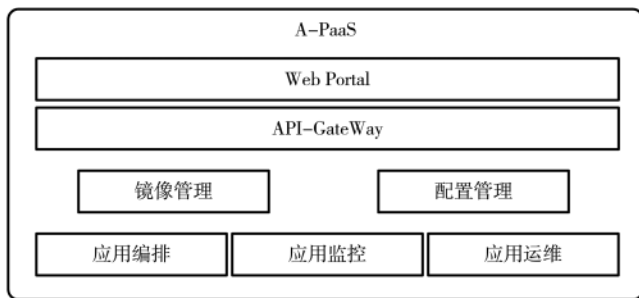 A-PaaS
Web Portal
API-GateWay
镜像管理
配置管理
应用编排
应用监控
应用运维